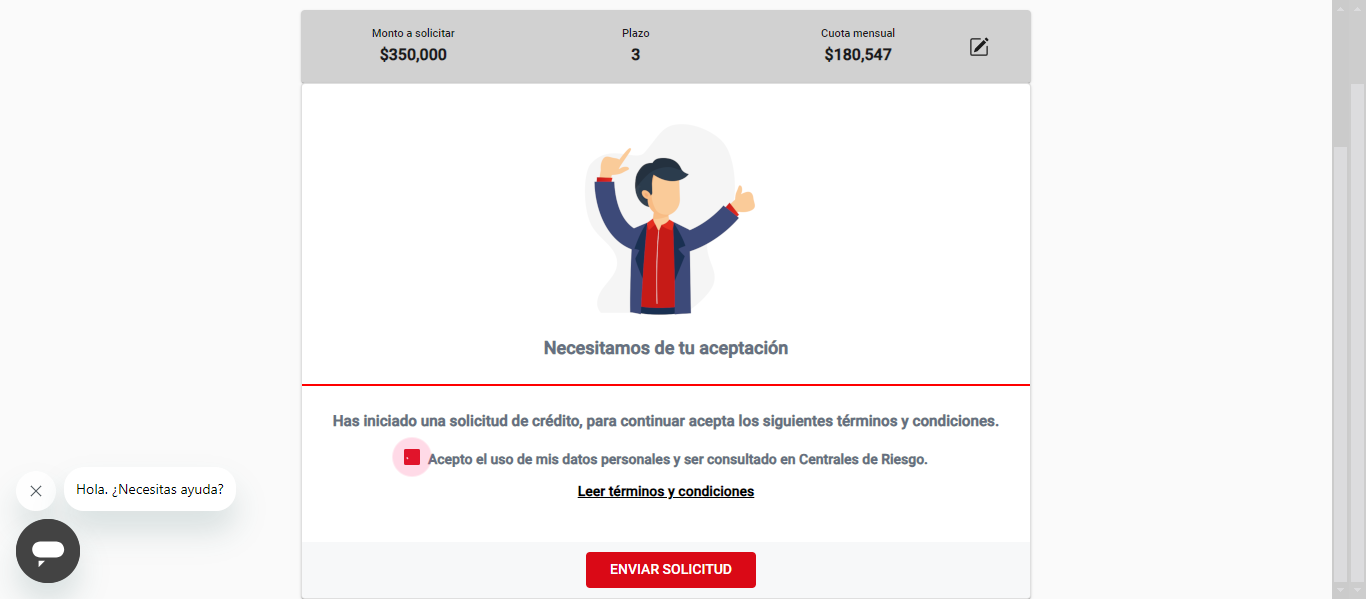 Monto a solicitar
$350,000
Plazo
3
Cuota mensual
$180,547
Necesitamos de tu aceptación
Has iniciado una solicitud de crédito, para continuar acepta los siguientes términos y condiciones.
Acepto el uso de mis datos personales y ser consultado en Centrales de Riesgo.
Leer términos y condiciones
Hola. ¿Necesitas ayuda?
ENVIAR SOLICITUD